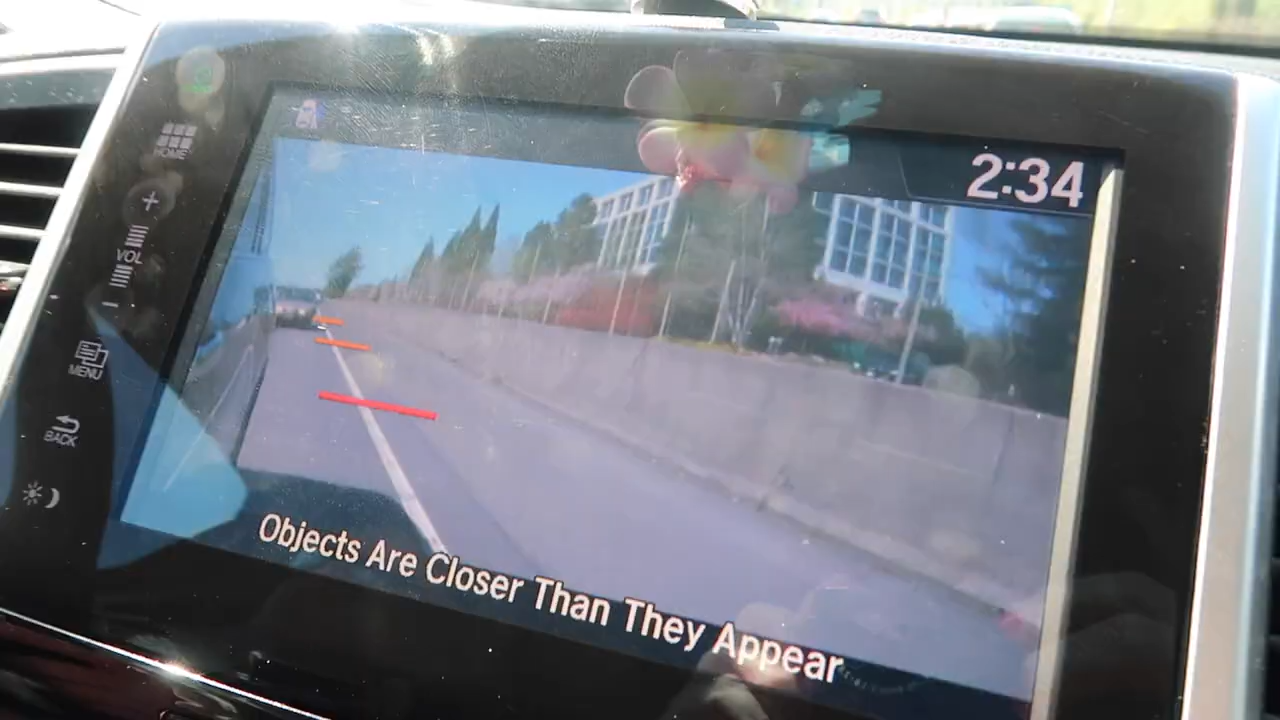 2:34
HOME
+
VOL
–
MENU
BACK
Objects Are Closer Than They Appear